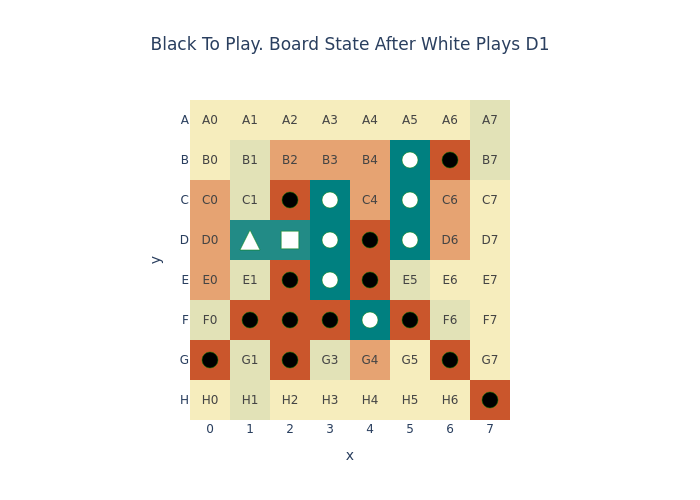 Black To Play. Board State After White Plays D1
A A0 A1 A2 A3 A4 A5 A6 A7
B B0 B1 B2 B3 B4 B7
C C0 C1 C4 C6 C7
y D D0 D6 D7
E E0 E1 E5 E6 E7
F F0 F6 F7
G G1 G3 G4 G5 G7
H H0 H1 H2 H3 H4 H5 H6
0 1 2 3 4 5 6 7
x